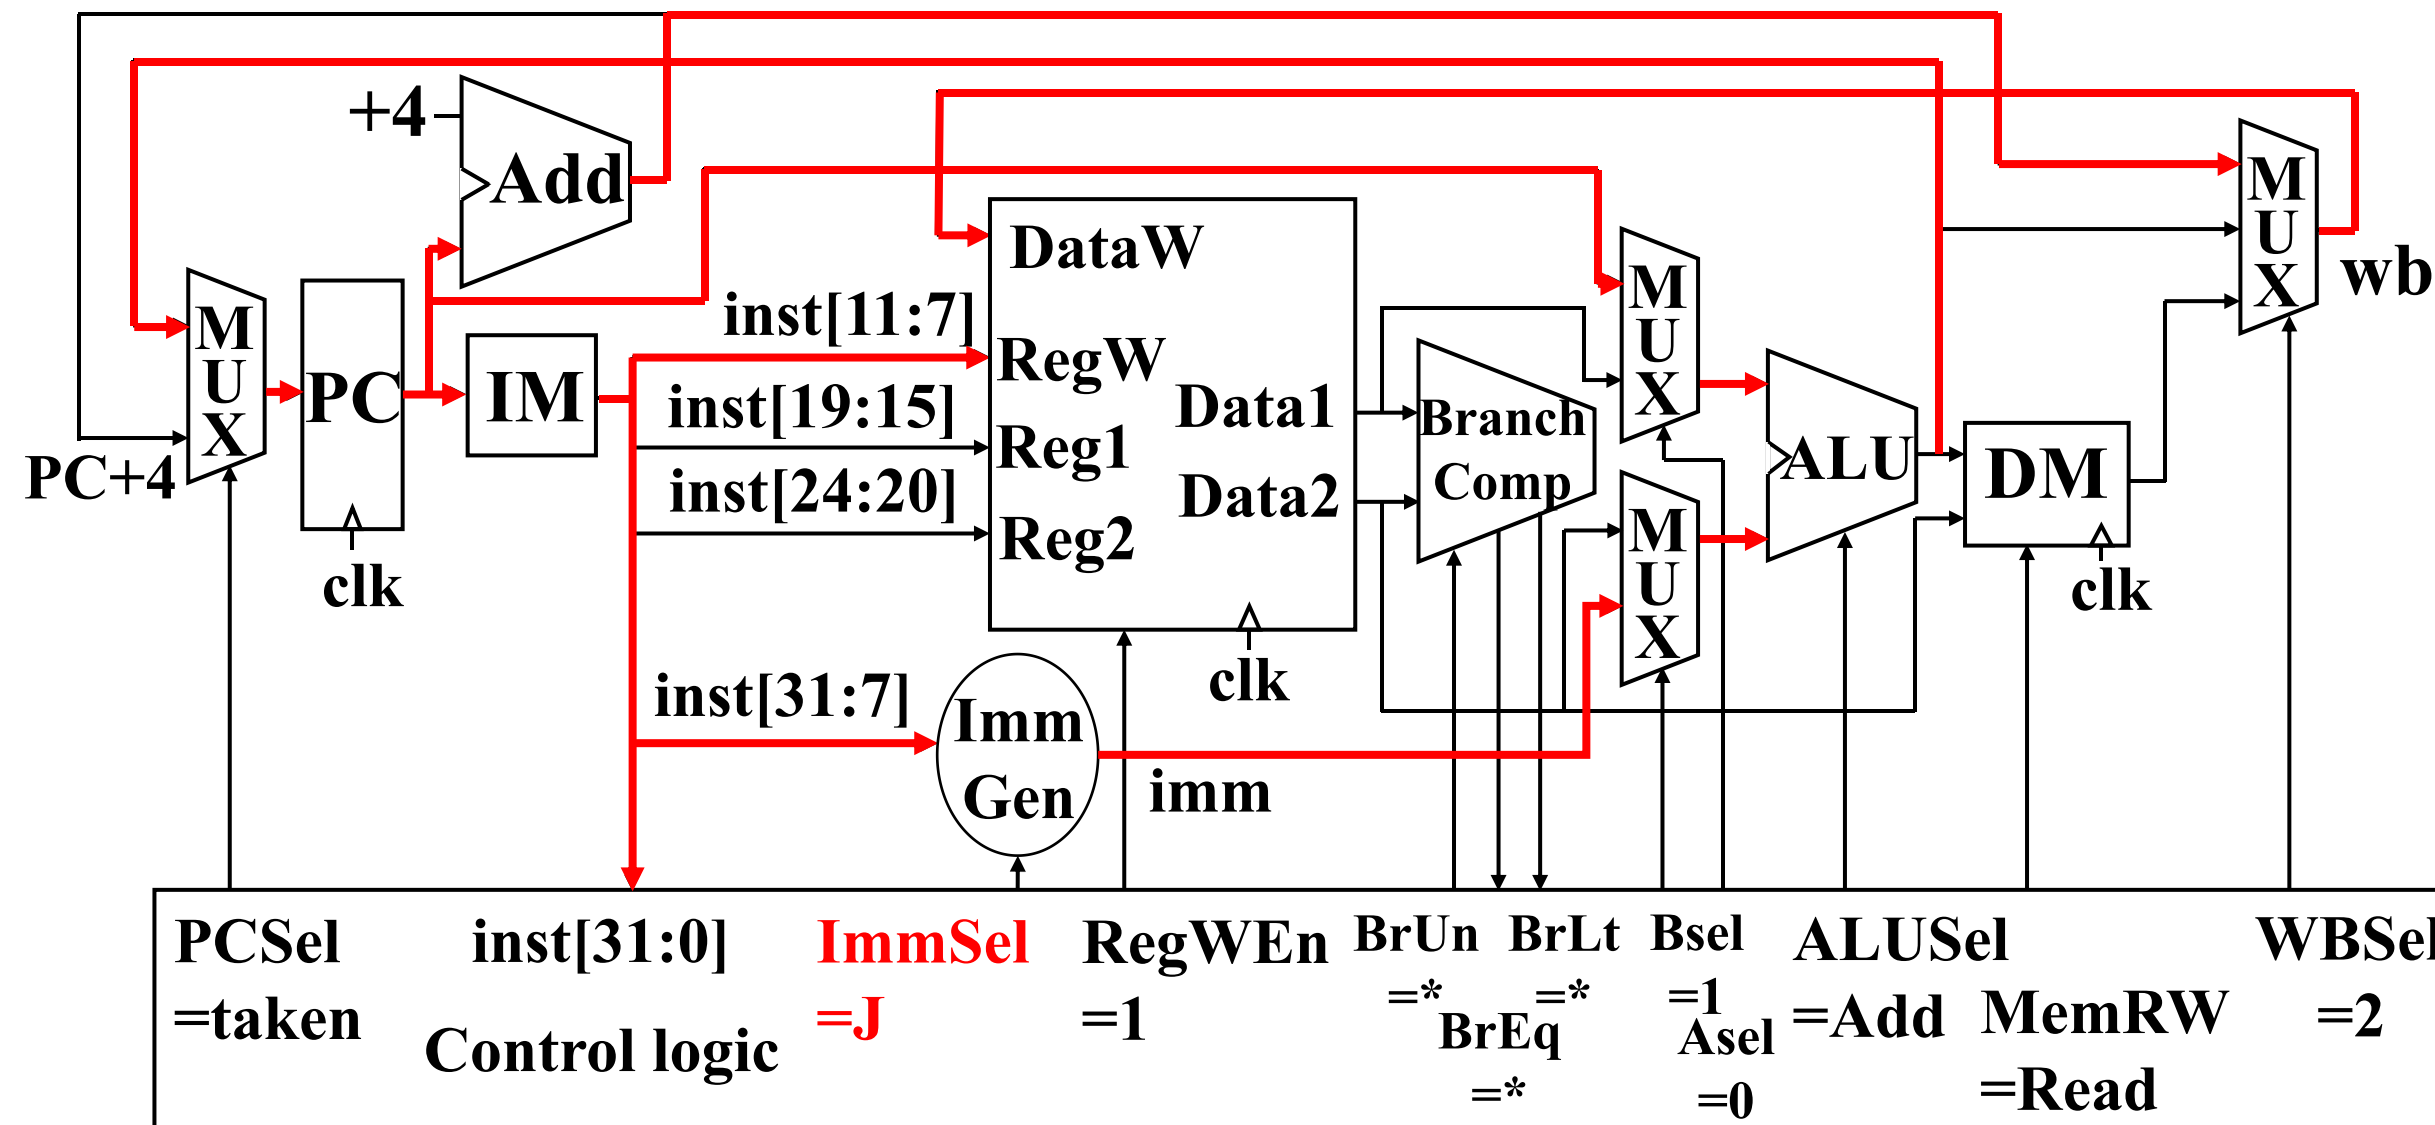 +4
Add
M
U
X
PC+4
PC
clk
IM
inst[11:7]
inst[19:15]
inst[24:20]
inst[31:7]
DataW
RegW
Reg1
Reg2
Data1
Data2
clk
Imm
Gen
imm
Branch
Comp
M
U
X
M
U
X
ALU
DM
clk
M
U
X
wb
PCSel
=taken
inst[31:0]
Control logic
ImmSel
=J
RegWEn
=1
BrUn
=*
BrEq
=*
BrLt
=*
Bsel
=1
Asel
=0
ALUSel
=Add
MemRW
=Read
WBSel
=2